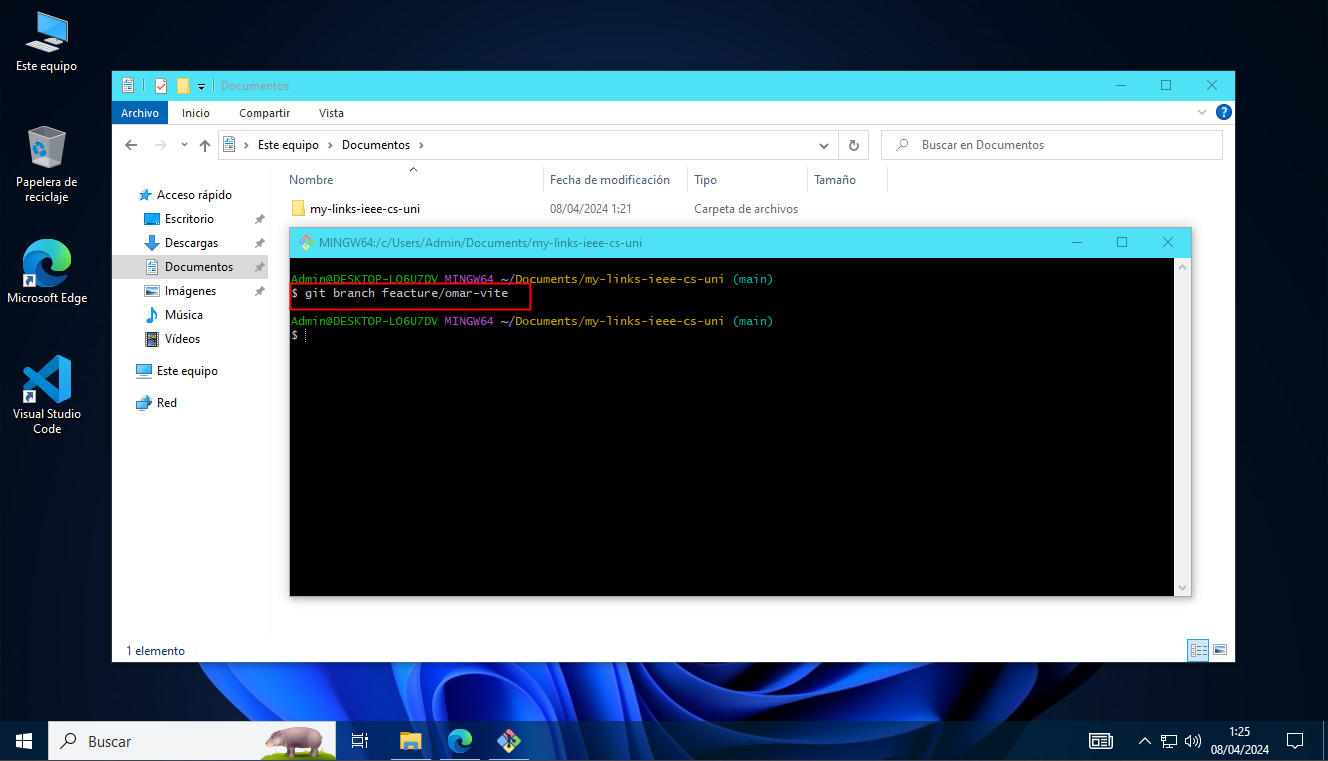 Este equipo
Papelera de
reciclaje
Microsoft Edge
Visual Studio
Code
Documentos
Archivo Inicio Compartir Vista ?
Este equipo Documentos
Buscar en Documentos
Nombre Fecha de modificación Tipo Tamaño
my-links-ieee-cs-uni 08/04/2024 1:21 Carpeta de archivos
Acceso rápido
Escritorio
Descargas
Documentos
Imágenes
Música
Vídeos
Este equipo
Red
1 elemento
MINGW64:/c/Users/Admin/Documents/my-links-ieee-cs-uni
Admin@DESKTOP-LO6U7DV MINGW64 ~/Documents/my-links-ieee-cs-uni (main)
$ git branch feacture/omar-vite
Admin@DESKTOP-LO6U7DV MINGW64 ~/Documents/my-links-ieee-cs-uni (main)
$
Buscar
1:25
08/04/2024